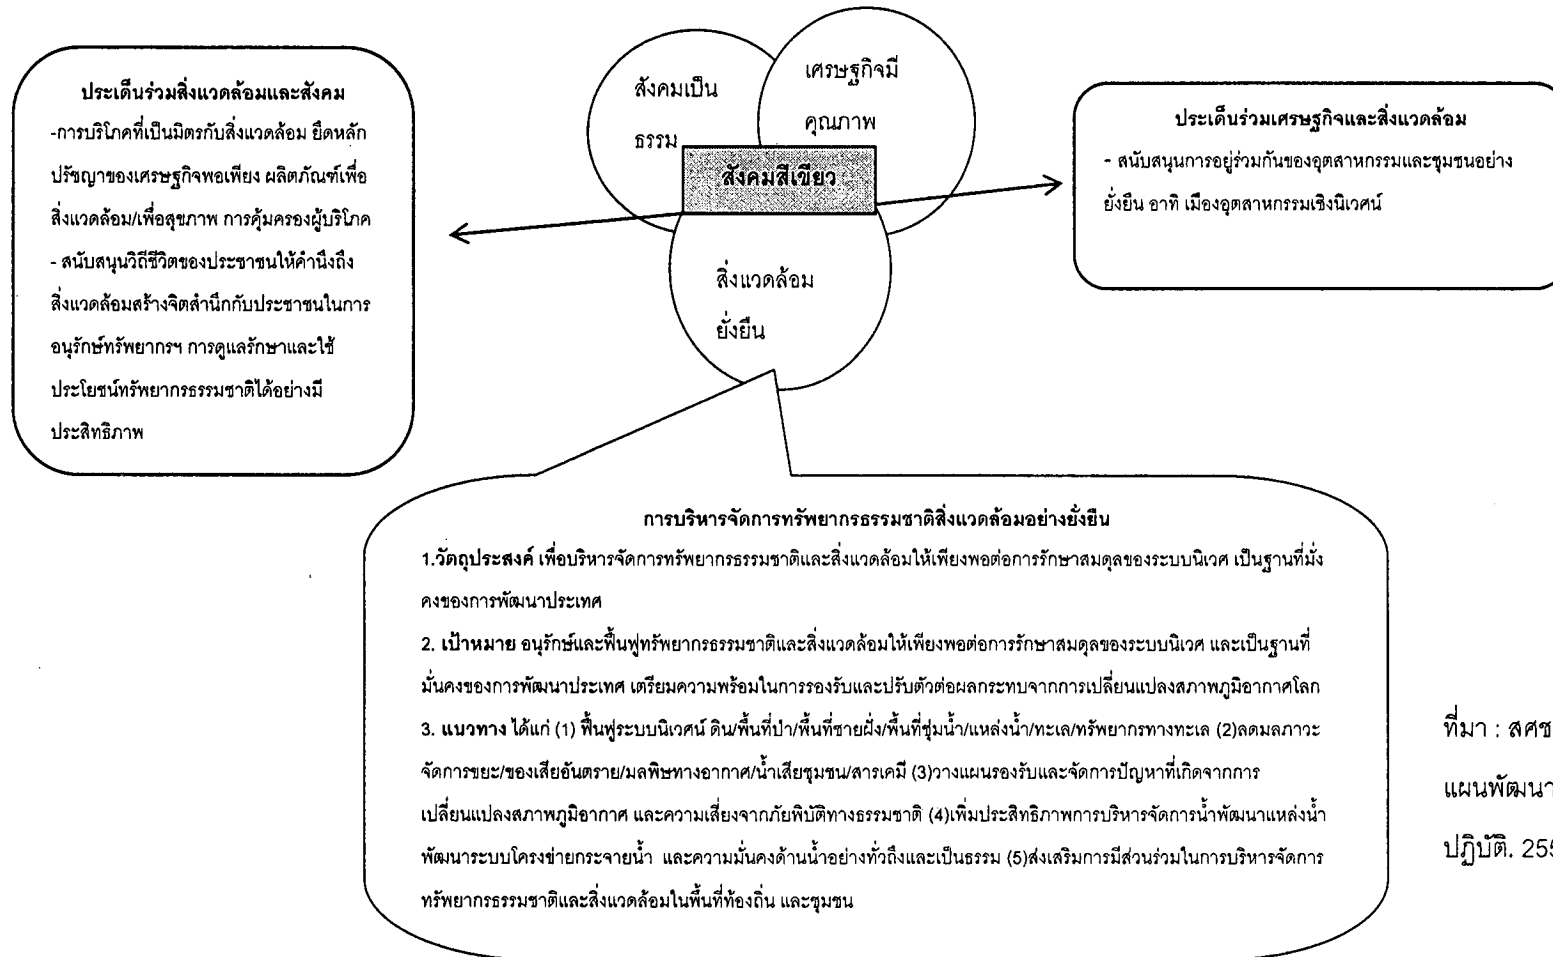 สังคมเป็น
ธรรม
เศรษฐกิจมี
คุณภาพ
สังคมสีเขียว
สิ่งแวดล้อม
ยั่งยืน
ประเด็นร่วมสิ่งแวดล้อมและสังคม
-การบริโภคที่เป็นมิตรกับสิ่งแวดล้อม ยึดหลัก
ปรัชญาของเศรษฐกิจพอเพียง ผลิตภัณฑ์เพื่อ
สิ่งแวดล้อม/เพื่อสุขภาพ การคุ้มครองผู้บริโภค
- สนับสนุนวิถีชีวิตของประชาชนให้คำนึงถึง
สิ่งแวดล้อมสร้างจิตสำนึกกับประชาชนในการ
อนุรักษ์ทรัพยากรฯ การดูแลรักษาและใช้
ประโยชน์ทรัพยากรธรรมชาติได้อย่างมี
ประสิทธิภาพ
ประเด็นร่วมเศรษฐกิจและสิ่งแวดล้อม
- สนับสนุนการอยู่ร่วมกันของอุตสาหกรรมและชุมชนอย่าง
ยั่งยืน อาทิ เมืองอุตสาหกรรมเชิงนิเวศน์
การบริหารจัดการทรัพยากรธรรมชาติสิ่งแวดล้อมอย่างยั่งยืน
1.วัตถุประสงค์ เพื่อบริหารจัดการทรัพยากรธรรมชาติและสิ่งแวดล้อมให้เพียงพอต่อการรักษาสมดุลของระบบนิเวศ เป็นฐานที่มั่ง
คงของการพัฒนาประเทศ
2. เป้าหมาย อนุรักษ์และฟื้นฟูทรัพยากรธรรมชาติและสิ่งแวดล้อมให้เพียงพอต่อการรักษาสมดุลของระบบนิเวศ และเป็นฐานที่
มั่นคงของการพัฒนาประเทศ เตรียมความพร้อมในการรองรับและปรับตัวต่อผลกระทบจากการเปลี่ยนแปลงสภาพภูมิอากาศโลก
3. แนวทาง ได้แก่ (1) ฟื้นฟูระบบนิเวศน์ ดิน/พื้นที่ป่า/พื้นที่ชายฝั่ง/พื้นที่ชุ่มน้ำ/แหล่งน้ำ/ทะเล/ทรัพยากรทางทะเล (2)ลดมลภาวะ
จัดการขยะ/ของเสียอันตราย/มลพิษทางอากาศ/น้ำเสียชุมชน/สารเคมี (3)วางแผนรองรับและจัดการปัญหาที่เกิดจากการ
เปลี่ยนแปลงสภาพภูมิอากาศ และความเสี่ยงจากภัยพิบัติทางธรรมชาติ (4)เพิ่มประสิทธิภาพการบริหารจัดการน้ำพัฒนาแหล่งน้ำ
พัฒนาระบบโครงข่ายกระจายน้ำ และความมั่นคงด้านน้ำอย่างทั่วถึงและเป็นธรรม (5)ส่งเสริมการมีส่วนร่วมในการบริหารจัดการ
ทรัพยากรธรรมชาติและสิ่งแวดล้อมในพื้นที่ท้องถิ่น และชุมชน
ที่มา : สศช
แผนพัฒนา
ปฏิบัติ. 255